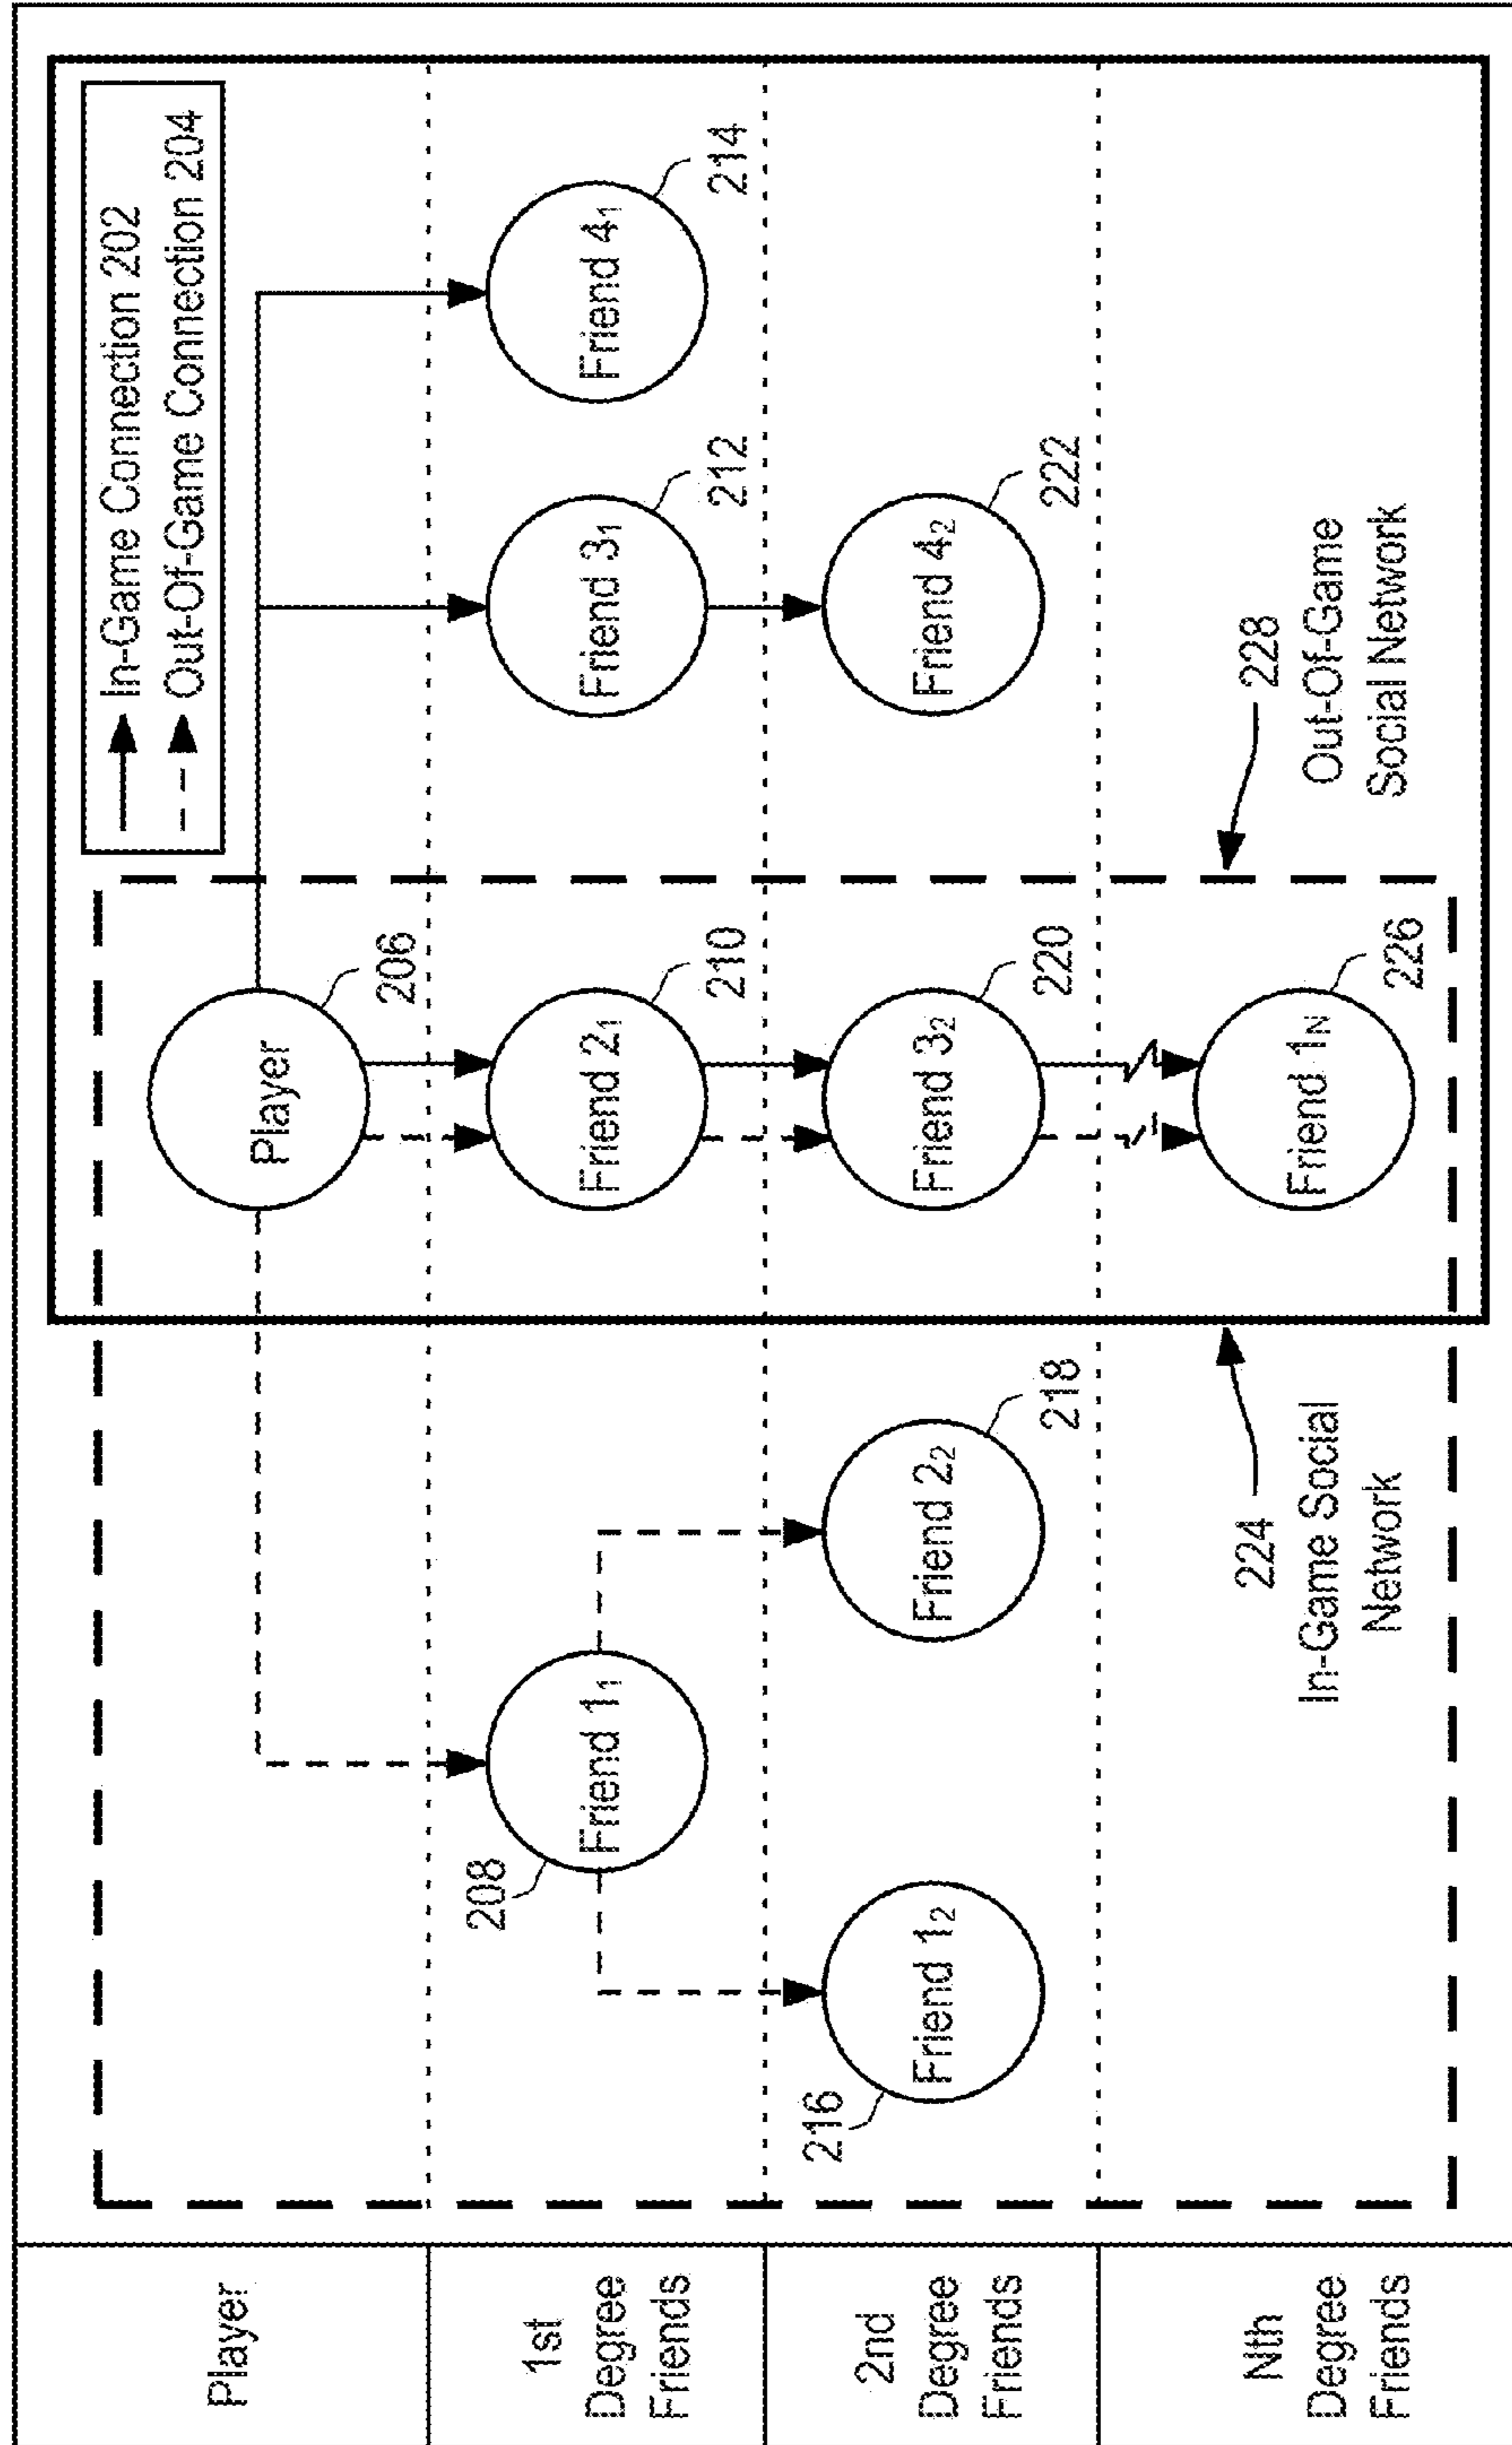 In-Game Connection 202
Out-Of-Game Connection 204
Player
Player
206
1st
Degree
Friends
208
Friend 1₁
Friend 2₁
210
Friend 3₁
212
Friend 4₁
214
2nd
Degree
Friends
216
Friend 1₂
Friend 2₂
218
Friend 3₂
220
Friend 4₂
222
Nth
Degree
Friends
224
In-Game Social
Network
Friend 1N
226
228
Out-Of-Game
Social Network